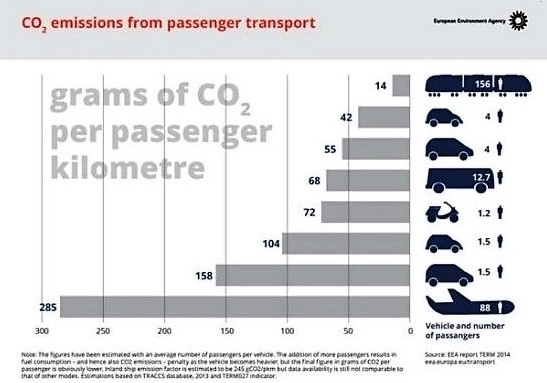 CO2 emissions from passenger transport
European Environment Agency
grams of CO2
per passenger
kilometre
14
156
42
4
55
4
68
12.7
72
1.2
104
1.5
158
1.5
285
88
300 250 200 150 100 50 0
Vehicle and number
of passengers
Note: The figures have been estimated with an average number of passengers per vehicle. The addition of more passengers results in
fuel consumption - and hence also CO2 emissions - penalty as the vehicle becomes heavier, but the final figure in grams of CO2 per
passenger is obviously lower. Inland ship emission factor is estimated to be 245 gCO2/pkm but data availability is still not comparable to
that of other modes. Estimations based on TRACCS database, 2013 and TERM027 indicator.
Source: EEA report TERM 2014
eea.europa.eu/transport